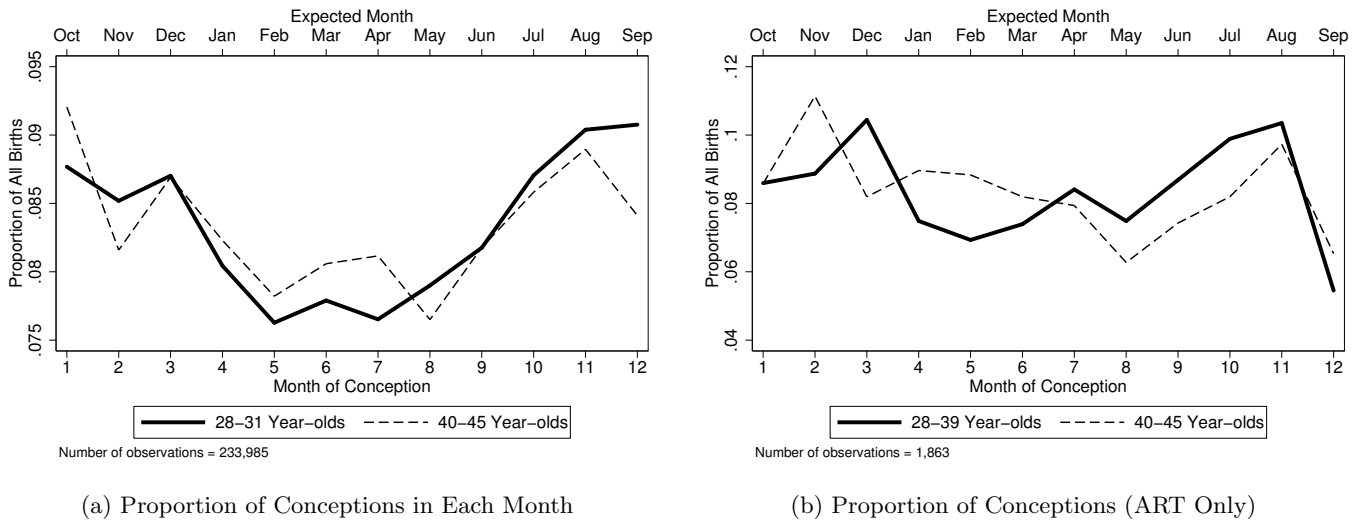 Expected Month
Oct Nov Dec Jan Feb Mar Apr May Jun Jul Aug Sep
.095
.09
.085
.08
.075
Proportion of All Births
1 2 3 4 5 6 7 8 9 10 11 12
Month of Conception
28−31 Year−olds 40−45 Year−olds
Number of observations = 233,985
(a) Proportion of Conceptions in Each Month
Expected Month
Oct Nov Dec Jan Feb Mar Apr May Jun Jul Aug Sep
.12
.1
.08
.06
.04
Proportion of All Births
1 2 3 4 5 6 7 8 9 10 11 12
Month of Conception
28−39 Year−olds 40−45 Year−olds
Number of observations = 1,863
(b) Proportion of Conceptions (ART Only)